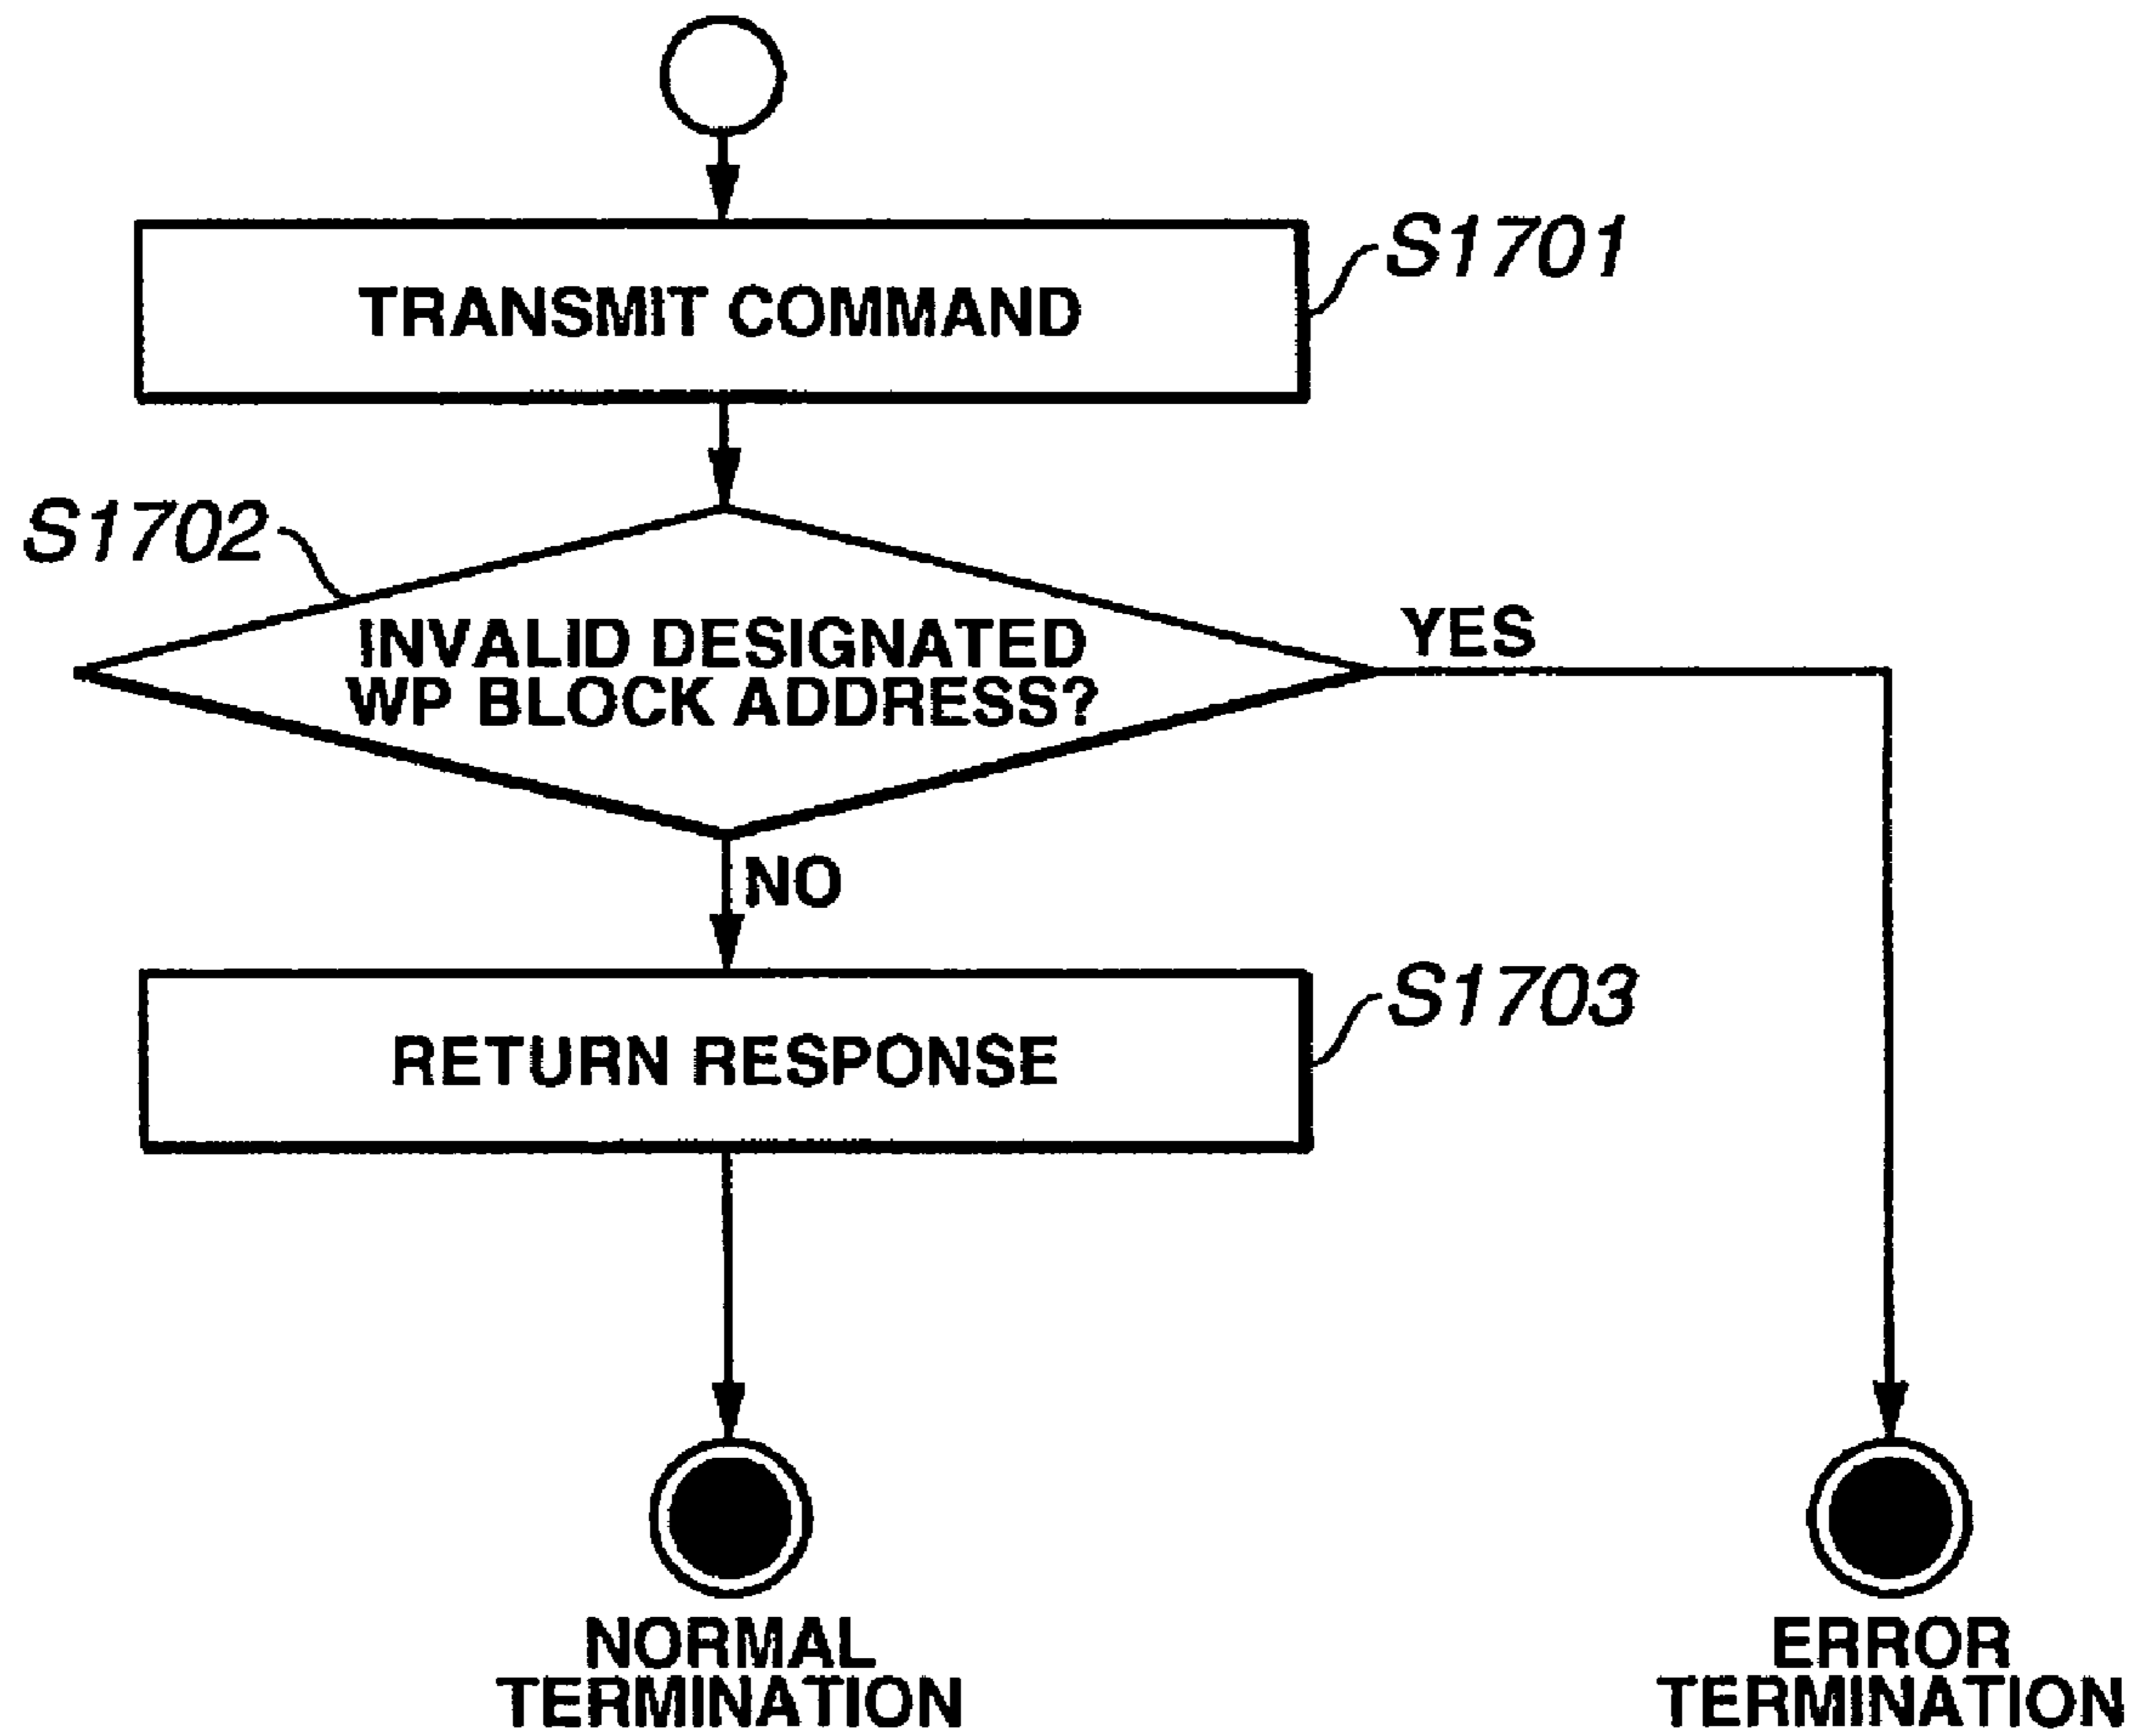 S1701
TRANSMIT COMMAND
S1702
INVALID DESIGNATED
WP BLOCK ADDRESS?
YES
NO
S1703
RETURN RESPONSE
NORMAL
TERMINATION
ERROR
TERMINATION